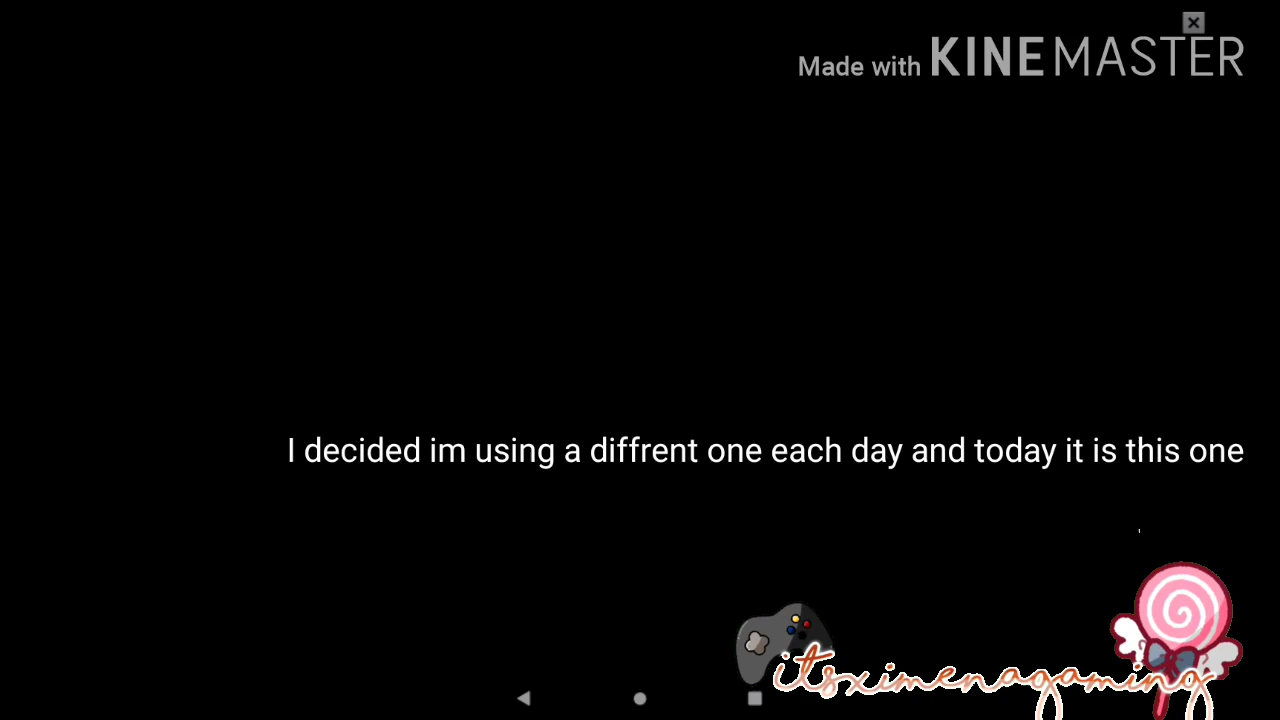 Made with KINEMASTER
I decided im using a diffrent one each day and today it is this one
itsximenagaming